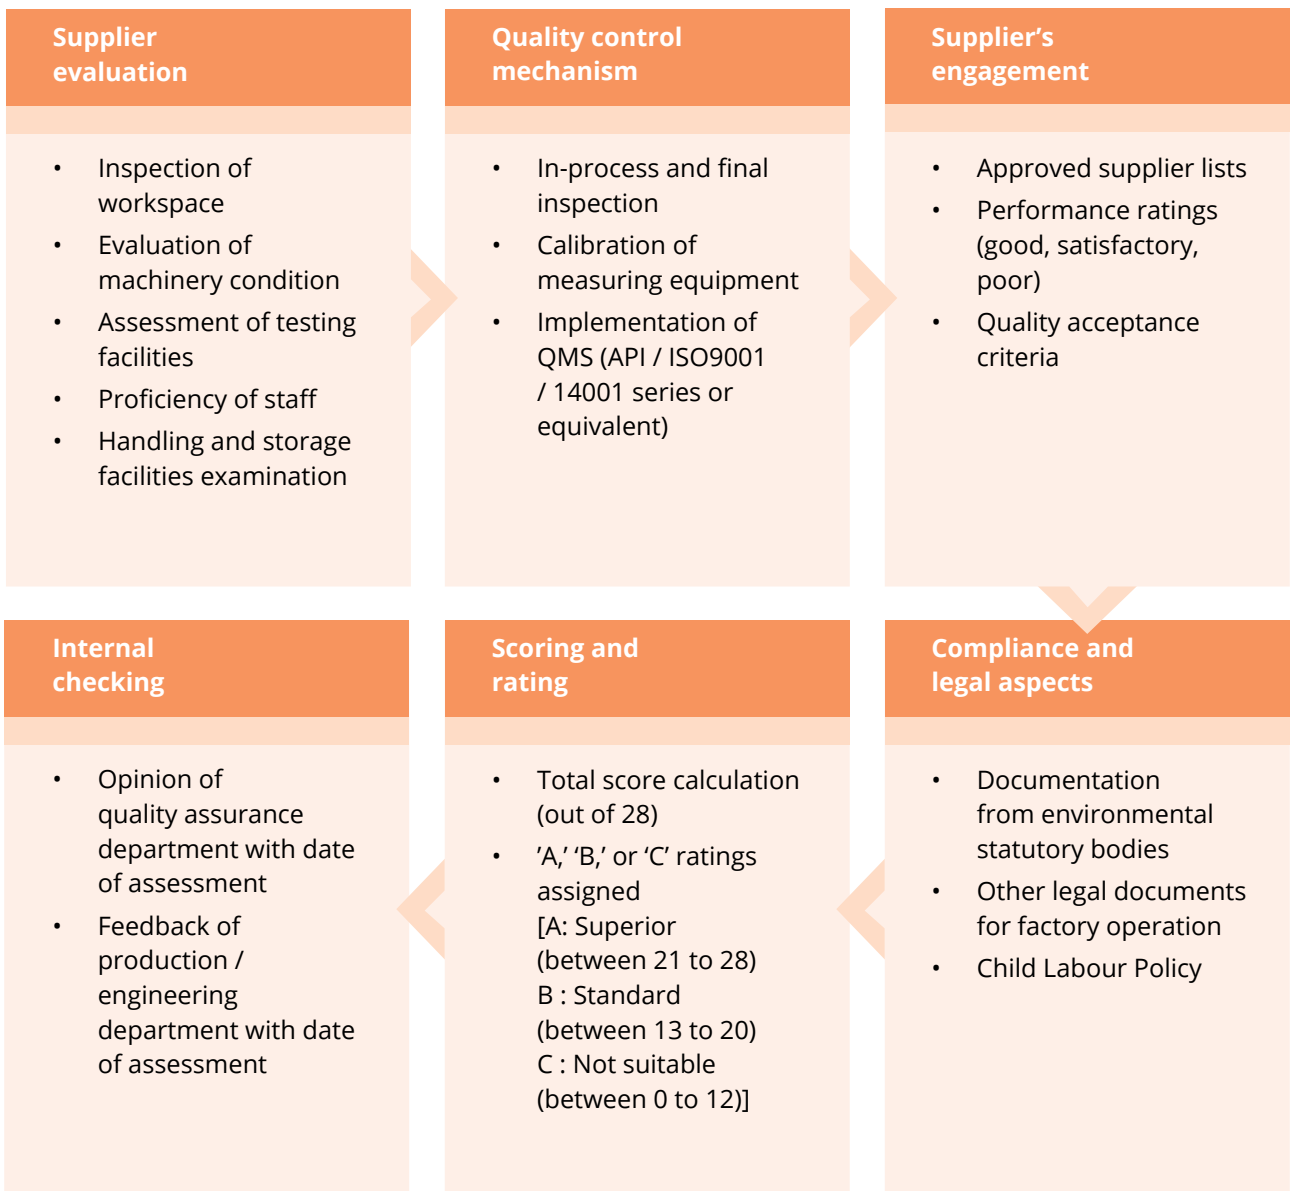 Supplier
evaluation
• Inspection of
workspace
• Evaluation of
machinery condition
• Assessment of testing
facilities
• Proficiency of staff
• Handling and storage
facilities examination
Quality control
mechanism
• In-process and final
inspection
• Calibration of
measuring equipment
• Implementation of
QMS (API / ISO9001
/ 14001 series or
equivalent)
Supplier’s
engagement
• Approved supplier lists
• Performance ratings
(good, satisfactory,
poor)
• Quality acceptance
criteria
Compliance and
legal aspects
• Documentation
from environmental
statutory bodies
• Other legal documents
for factory operation
• Child Labour Policy
Scoring and
rating
• Total score calculation
(out of 28)
• ’A,’ ‘B,’ or ‘C’ ratings
assigned
[A: Superior
(between 21 to 28)
B : Standard
(between 13 to 20)
C : Not suitable
(between 0 to 12)]
Internal
checking
• Opinion of
quality assurance
department with date
of assessment
• Feedback of
production /
engineering
department with date
of assessment